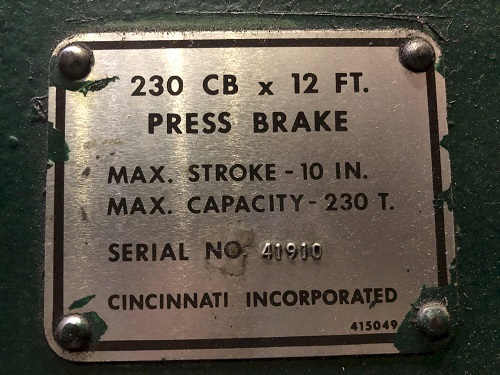 230 CB x 12 FT.
PRESS BRAKE
MAX. STROKE - 10 IN.
MAX. CAPACITY - 230 T.
SERIAL NO. 41910
CINCINNATI INCORPORATED
415049